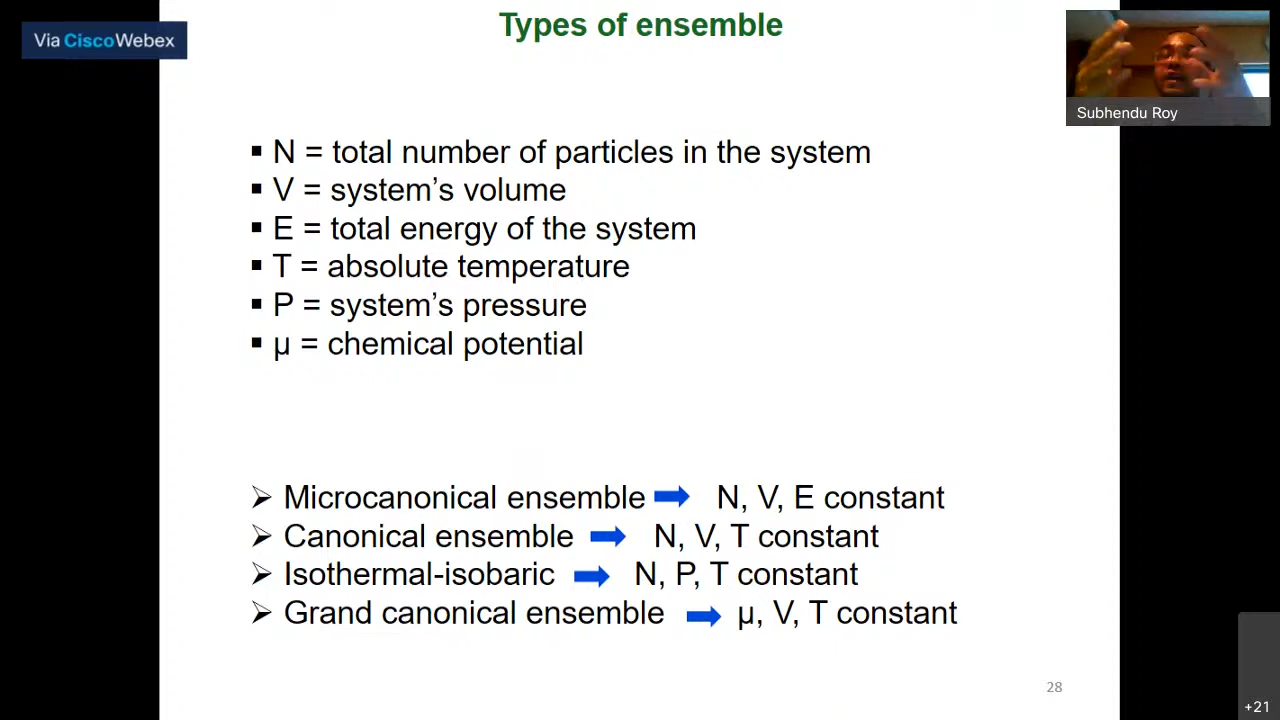 Types of ensemble
Via CiscoWebex
Subhendu Roy
▪ N = total number of particles in the system
▪ V = system’s volume
▪ E = total energy of the system
▪ T = absolute temperature
▪ P = system’s pressure
▪ μ = chemical potential
➢ Microcanonical ensemble ➡ N, V, E constant
➢ Canonical ensemble ➡ N, V, T constant
➢ Isothermal-isobaric ➡ N, P, T constant
➢ Grand canonical ensemble ➡ μ, V, T constant
28
+21